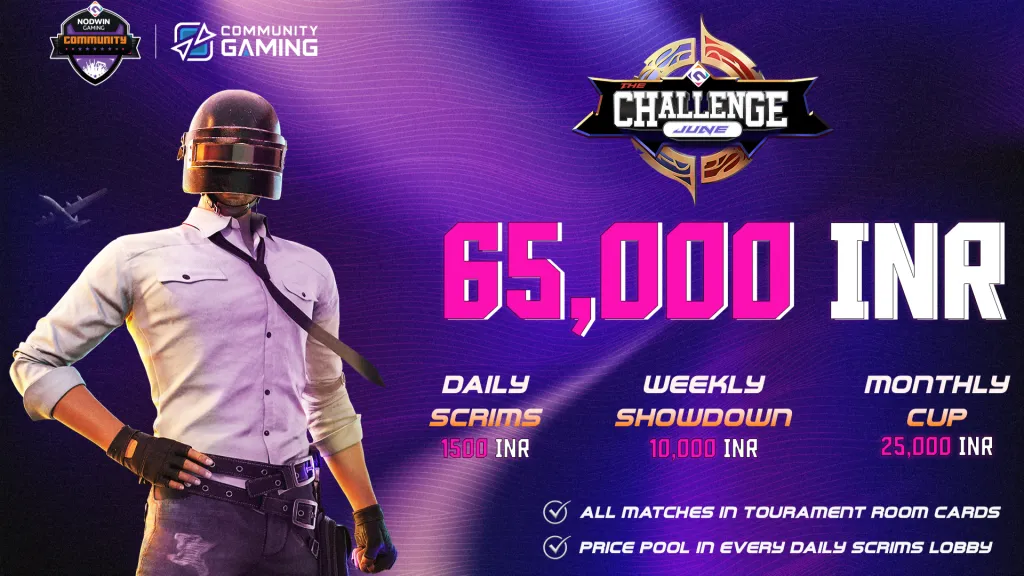 NODWIN
GAMING
COMMUNITY
COMMUNITY
GAMING
THE
CHALLENGE
JUNE
65,000 INR
DAILY
SCRIMS
1500 INR
WEEKLY
SHOWDOWN
10,000 INR
MONTHLY
CUP
25,000 INR
ALL MATCHES IN TOURAMENT ROOM CARDS
PRICE POOL IN EVERY DAILY SCRIMS LOBBY